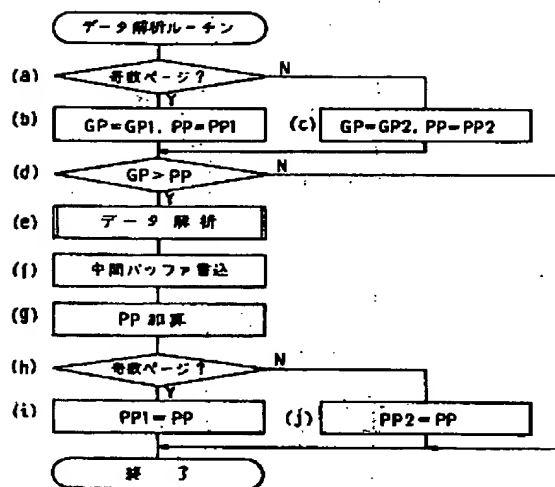 データ解析ルーチン
(a) 奇数ページ? N
Y
(b) GP=GP1, PP=PP1 (c) GP=GP2, PP=PP2
(d) GP>PP N
Y
(e) データ解析
(f) 中間バッファ書込
(g) PP加算
(h) 奇数ページ? N
Y
(i) PP1=PP (j) PP2=PP
終了